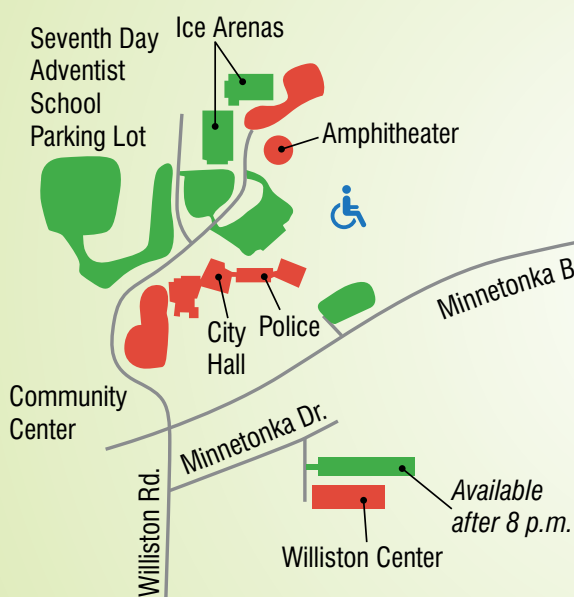 Seventh Day
Adventist
School
Parking Lot
Ice Arenas
Amphitheater
City
Hall
Police
Minnetonka B
Community
Center
Minnetonka Dr.
Williston Rd.
Available
after 8 p.m.
Williston Center